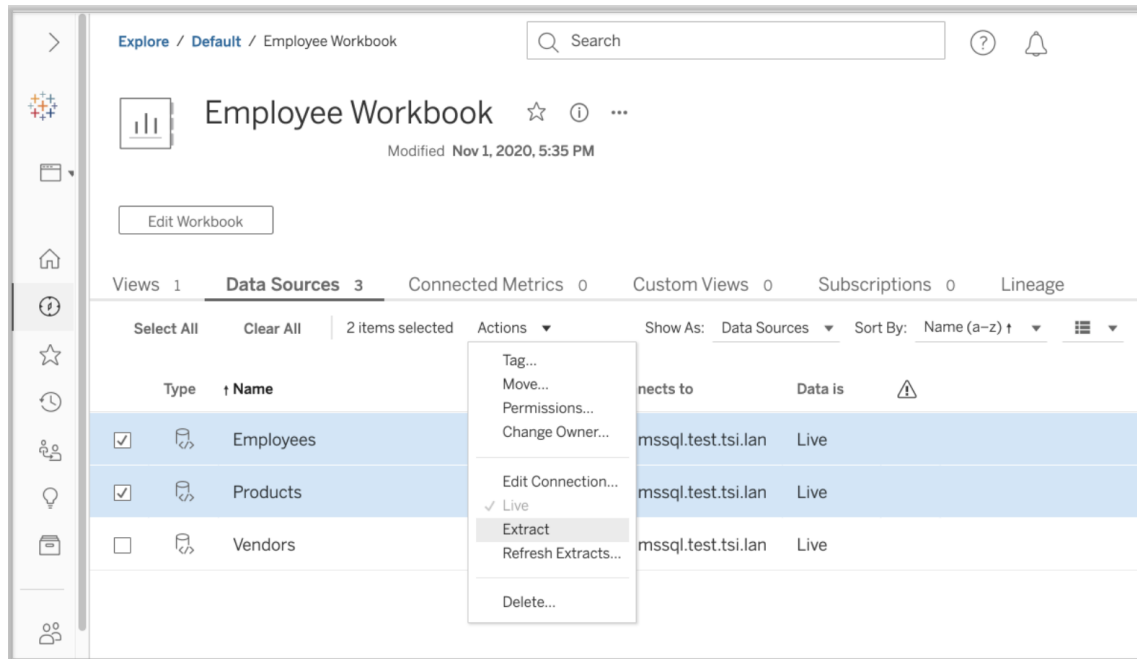 Explore / Default / Employee Workbook
Search
Employee Workbook
Modified Nov 1, 2020, 5:35 PM
Edit Workbook
Views 1 Data Sources 3 Connected Metrics 0 Custom Views 0 Subscriptions 0 Lineage
Select All Clear All 2 items selected Actions Show As: Data Sources Sort By: Name (a–z) ↑
Tag...
Move...
Type ↑ Name nects to Data is
Permissions...
Change Owner...
Employees mssql.test.tsi.lan Live
Edit Connection...
Products mssql.test.tsi.lan Live
✓ Live
Extract
Vendors mssql.test.tsi.lan Live
Refresh Extracts...
Delete...